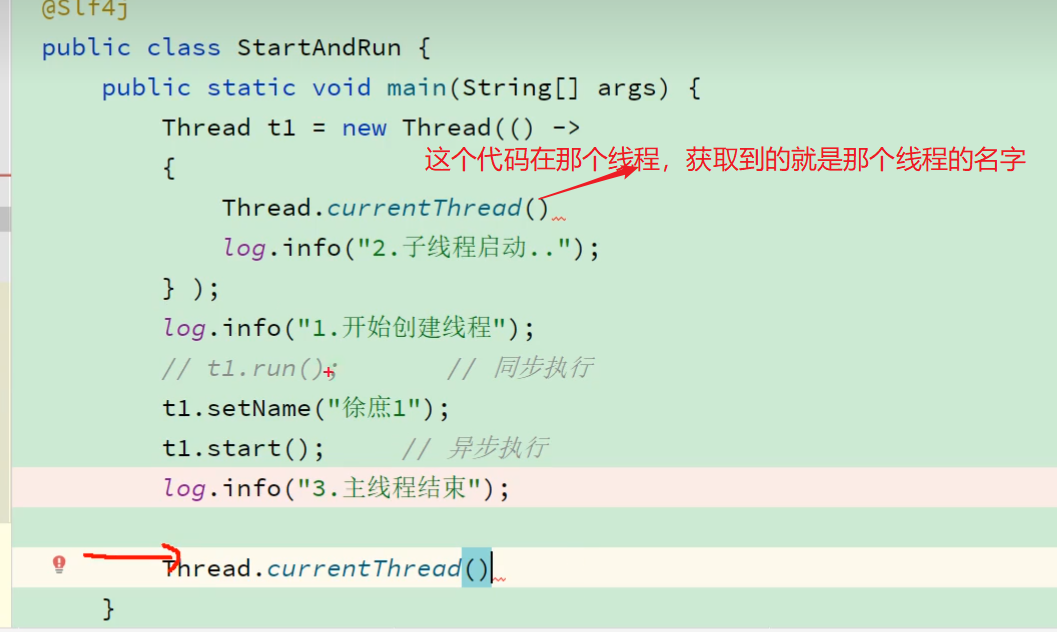 @Slf4j
public class StartAndRun {
public static void main(String[] args) {
Thread t1 = new Thread(() ->
{
这个代码在那个线程，获取到的就是那个线程的名字
Thread.currentThread()
log.info("2.子线程启动..");
} );
log.info("1.开始创建线程");
// t1.run(); // 同步执行
t1.setName("徐庶1");
t1.start(); // 异步执行
log.info("3.主线程结束");
Thread.currentThread()
}